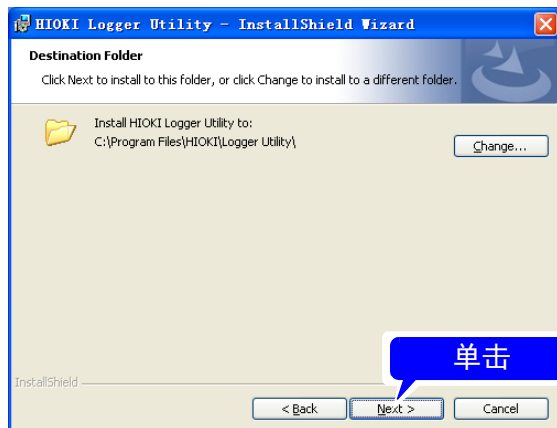 HIOKI Logger Utility - InstallShield Wizard
Destination Folder
Click Next to install to this folder, or click Change to install to a different folder.
Install HIOKI Logger Utility to:
C:\Program Files\HIOKI\Logger Utility\
Change...
单击
InstallShield
< Back
Next >
Cancel